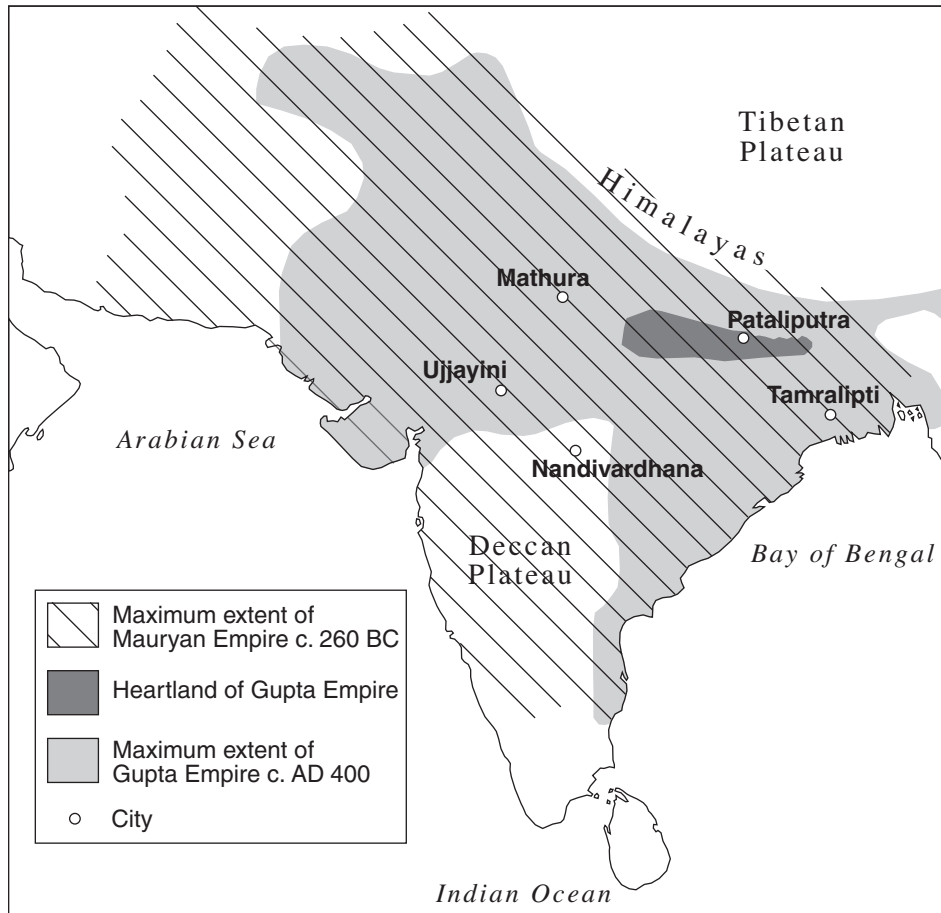 Tibetan
Plateau
Himalayas
Mathura
Pataliputra
Ujjayini
Tamralipti
Arabian Sea
Nandivardhana
Deccan
Plateau
Bay of Bengal
Maximum extent of
Mauryan Empire c. 260 BC
Heartland of Gupta Empire
Maximum extent of
Gupta Empire c. AD 400
City
Indian Ocean